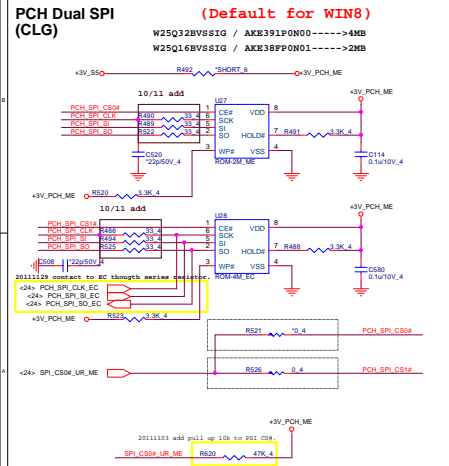 PCH Dual SPI
(CLG)
(Default for WIN8)
W25Q32BVSSIG / AKE391P0N00----->4MB
W25Q16BVSSIG / AKE38FP0N01----->2MB
+3V_S5 R492 *SHORT_6 +3V_PCH_ME
10/11 add
U27
+3V_PCH_ME
PCH_SPI_CS0# 1 CE# VDD 8
PCH_SPI_CLK R490 33_4 6 SCK
PCH_SPI_SI R489 33_4 5 SI
PCH_SPI_SO R522 33_4 2 SO HOLD# 7 R491 3.3K_4
3 WP# VSS 4
C520
*22p/50V_4
ROM-2M_ME
C114
0.1u/10V_4
+3V_PCH_ME R520 3.3K_4
10/11 add
U28
+3V_PCH_ME
PCH_SPI_CS1# 1 CE# VDD 8
PCH_SPI_CLK R486 33_4 6 SCK
PCH_SPI_SI R494 33_4 5 SI
PCH_SPI_SO R525 33_4 2 SO HOLD# 7 R488 3.3K_4
C508 *22p/50V_4 3 WP# VSS 4
ROM-4M_EC
C580
0.1u/10V_4
20111129 contact to EC thougth series resistor.
<24> PCH_SPI_CLK_EC
<24> PCH_SPI_SI_EC
<24> PCH_SPI_SO_EC
+3V_PCH_ME R523 3.3K_4
R521 *0_4 PCH_SPI_CS0#
<24> SPI_CS0#_UR_ME R526 0_4 PCH_SPI_CS1#
+3V_PCH_ME
20111103 add pull up 10k to PSI CS#.
SPI_CS0#_UR_ME R620 47K_4
B
A